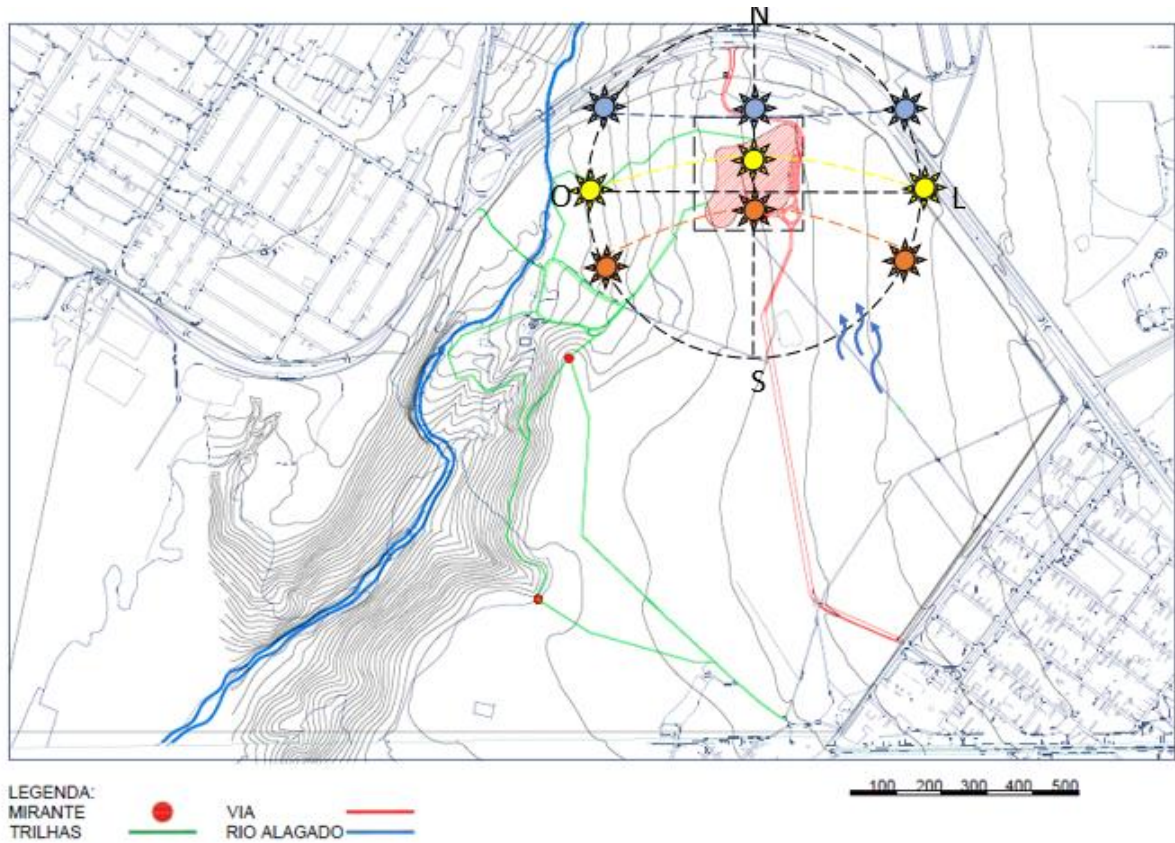 N
O
L
S
100 200 300 400 500
LEGENDA:
MIRANTE VIA
TRILHAS RIO ALAGADO